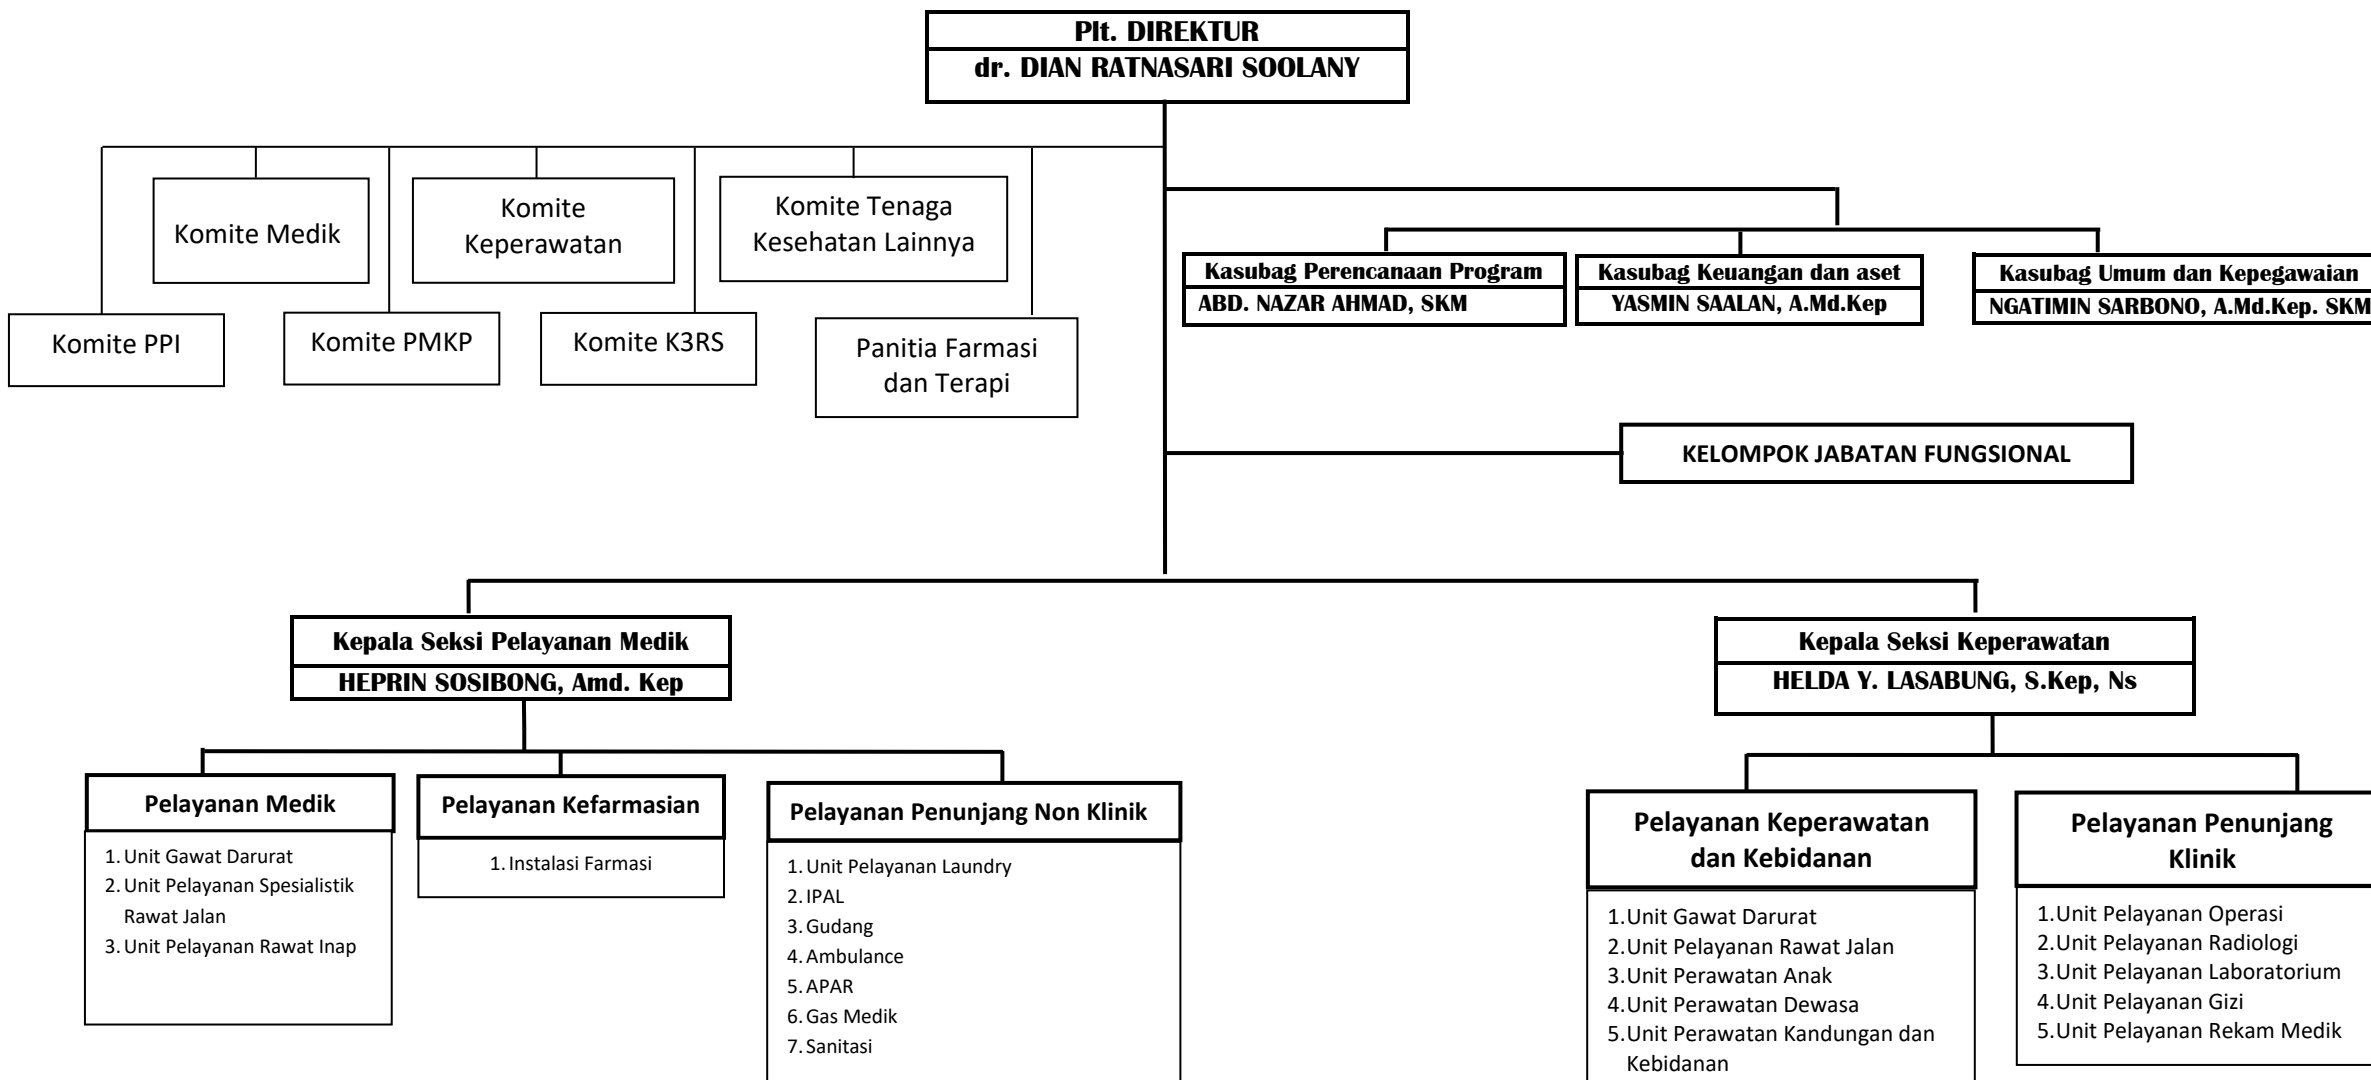 Plt. DIREKTUR
dr. DIAN RATNASARI SOOLANY
Komite Medik
Komite
Keperawatan
Komite Tenaga
Kesehatan Lainnya
Komite PPI
Komite PMKP
Komite K3RS
Panitia Farmasi
dan Terapi
Kasubag Perencanaan Program
ABD. NAZAR AHMAD, SKM
Kasubag Keuangan dan aset
YASMIN SAALAN, A.Md.Kep
Kasubag Umum dan Kepegawaian
NGATIMIN SARBONO, A.Md.Kep. SKM
KELOMPOK JABATAN FUNGSIONAL
Kepala Seksi Pelayanan Medik
HEPRIN SOSIBONG, Amd. Kep
Kepala Seksi Keperawatan
HELDA Y. LASABUNG, S.Kep, Ns
Pelayanan Medik
1. Unit Gawat Darurat
2. Unit Pelayanan Spesialistik
Rawat Jalan
3. Unit Pelayanan Rawat Inap
Pelayanan Kefarmasian
1. Instalasi Farmasi
Pelayanan Penunjang Non Klinik
1. Unit Pelayanan Laundry
2. IPAL
3. Gudang
4. Ambulance
5. APAR
6. Gas Medik
7. Sanitasi
Pelayanan Keperawatan
dan Kebidanan
1.Unit Gawat Darurat
2.Unit Pelayanan Rawat Jalan
3.Unit Perawatan Anak
4.Unit Perawatan Dewasa
5.Unit Perawatan Kandungan dan
Kebidanan
Pelayanan Penunjang
Klinik
1.Unit Pelayanan Operasi
2.Unit Pelayanan Radiologi
3.Unit Pelayanan Laboratorium
4.Unit Pelayanan Gizi
5.Unit Pelayanan Rekam Medik